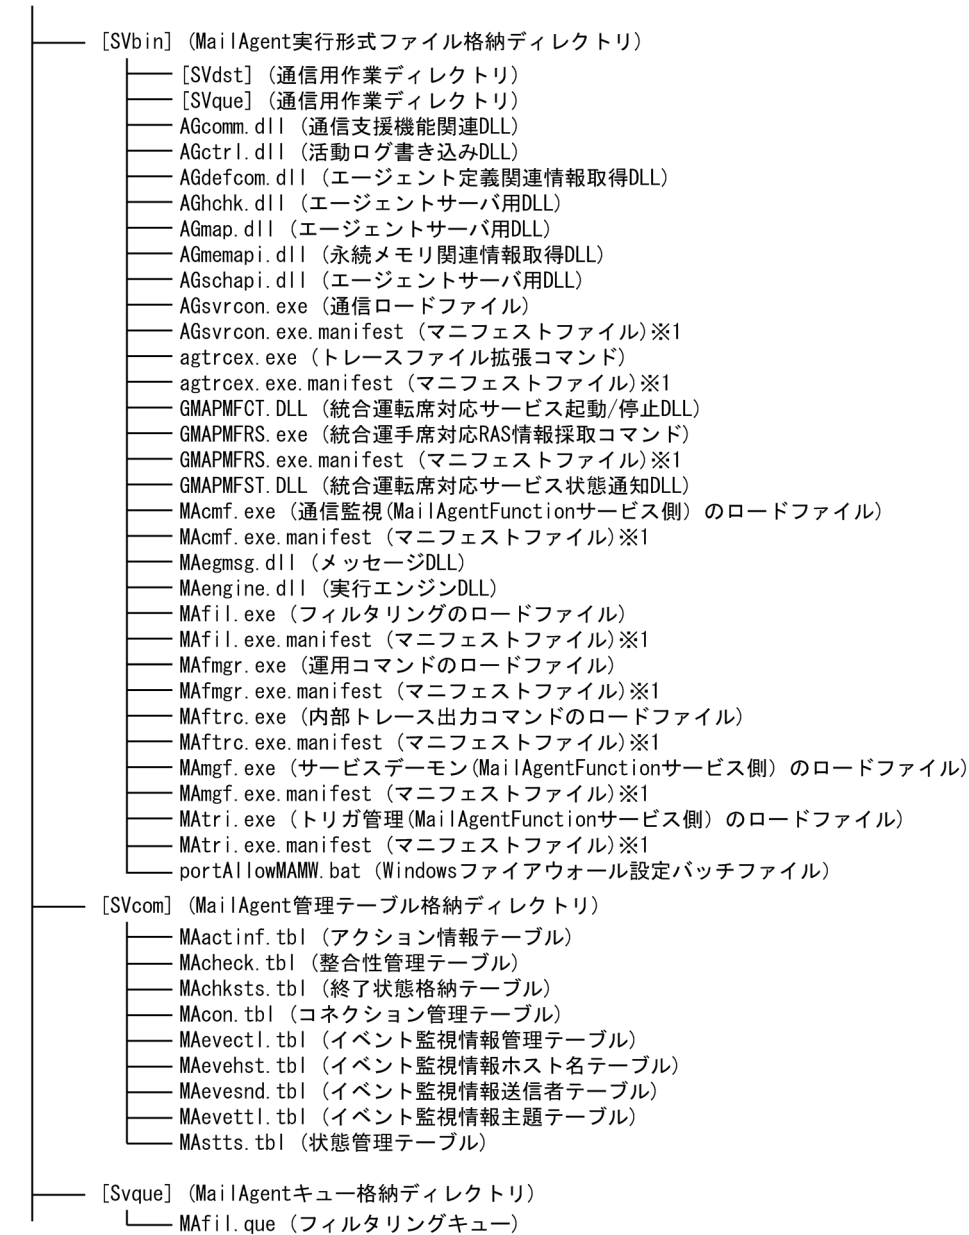 [SVbin] (MailAgent実行形式ファイル格納ディレクトリ)
[SVdst] (通信用作業ディレクトリ)
[SVque] (通信用作業ディレクトリ)
AGcomm.dll (通信支援機能関連DLL)
AGctrl.dll (活動ログ書き込みDLL)
AGdefcom.dll (エージェント定義関連情報取得DLL)
AGhchk.dll (エージェントサーバ用DLL)
AGmap.dll (エージェントサーバ用DLL)
AGmemapi.dll (永続メモリ関連情報取得DLL)
AGschapi.dll (エージェントサーバ用DLL)
AGsvrcon.exe (通信ロードファイル)
AGsvrcon.exe.manifest (マニフェストファイル)※1
agtrcex.exe (トレースファイル拡張コマンド)
agtrcex.exe.manifest (マニフェストファイル)※1
GMAPMFCT.DLL (統合運転席対応サービス起動/停止DLL)
GMAPMFRS.exe (統合運手席対応RAS情報採取コマンド)
GMAPMFRS.exe.manifest (マニフェストファイル)※1
GMAPMFST.DLL (統合運転席対応サービス状態通知DLL)
MAcmf.exe (通信監視(MailAgentFunctionサービス側) のロードファイル)
MAcmf.exe.manifest (マニフェストファイル)※1
MAegmsg.dll (メッセージDLL)
MAengine.dll (実行エンジンDLL)
MAfil.exe (フィルタリングのロードファイル)
MAfil.exe.manifest (マニフェストファイル)※1
MAfmgr.exe (運用コマンドのロードファイル)
MAfmgr.exe.manifest (マニフェストファイル)※1
MAftrc.exe (内部トレース出力コマンドのロードファイル)
MAftrc.exe.manifest (マニフェストファイル)※1
MAmgf.exe (サービスデーモン(MailAgentFunctionサービス側) のロードファイル)
MAmgf.exe.manifest (マニフェストファイル)※1
MAtri.exe (トリガ管理(MailAgentFunctionサービス側) のロードファイル)
MAtri.exe.manifest (マニフェストファイル)※1
portAllowMAMW.bat (Windowsファイアウォール設定バッチファイル)
[SVcom] (MailAgent管理テーブル格納ディレクトリ)
MAactinf.tbl (アクション情報テーブル)
MAcheck.tbl (整合性管理テーブル)
MAchksts.tbl (終了状態格納テーブル)
MAcon.tbl (コネクション管理テーブル)
MAevectl.tbl (イベント監視情報管理テーブル)
MAevehst.tbl (イベント監視情報ホスト名テーブル)
MAevesnd.tbl (イベント監視情報送信者テーブル)
MAevettl.tbl (イベント監視情報主題テーブル)
MAstts.tbl (状態管理テーブル)
[Svque] (MailAgentキュー格納ディレクトリ)
MAfil.que (フィルタリングキュー)